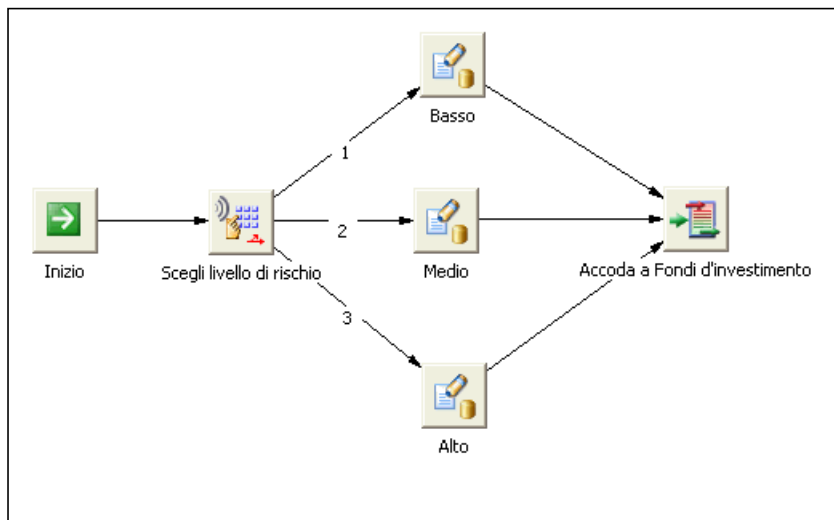 Basso
1
2
Inizio
Scegli livello di rischio
Medio
Accoda a Fondi d'investimento
3
Alto